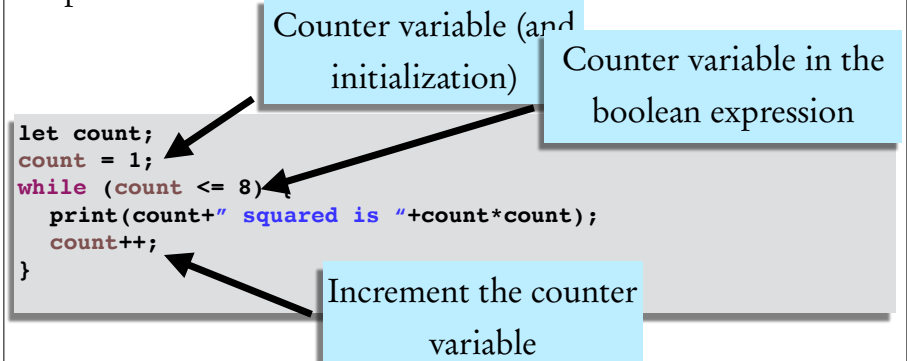 Counter variable (and
initialization)
Counter variable in the
boolean expression
let count;
count = 1;
while (count <= 8) {
print(count+” squared is “+count*count);
count++;
}
Increment the counter
variable